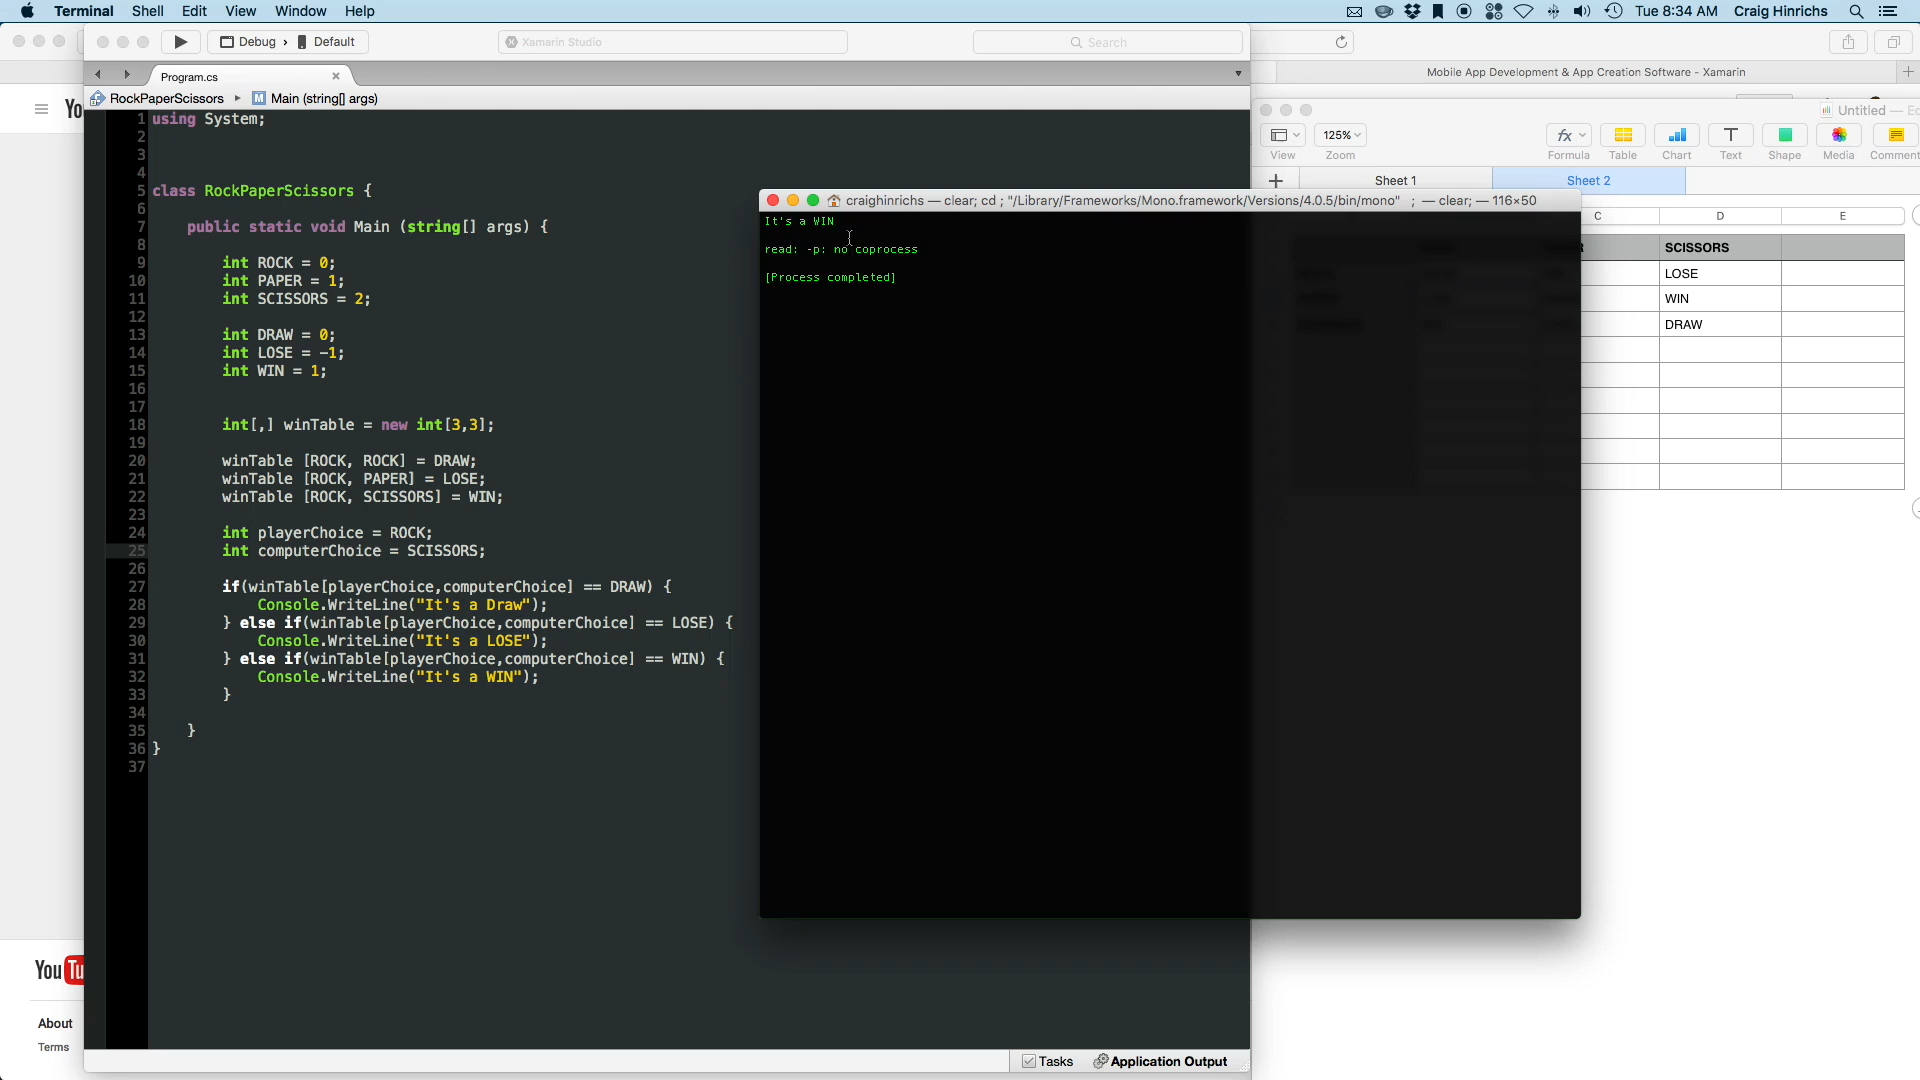 Terminal Shell Edit View Window Help
Tue 8:34 AM Craig Hinrichs
Debug › Default
Xamarin Studio
Search
Program.cs
Mobile App Development & App Creation Software - Xamarin
RockPaperScissors ▸ M Main (string[] args)
Untitled —
125%
View Zoom Formula Table Chart Text Shape Media Comment
Sheet 1 Sheet 2
1 using System;
2
3
4
5 class RockPaperScissors {
6
7 public static void Main (string[] args) {
8
9 int ROCK = 0;
10 int PAPER = 1;
11 int SCISSORS = 2;
12
13 int DRAW = 0;
14 int LOSE = -1;
15 int WIN = 1;
16
17
18 int[,] winTable = new int[3,3];
19
20 winTable [ROCK, ROCK] = DRAW;
21 winTable [ROCK, PAPER] = LOSE;
22 winTable [ROCK, SCISSORS] = WIN;
23
24 int playerChoice = ROCK;
25 int computerChoice = SCISSORS;
26
27 if(winTable[playerChoice,computerChoice] == DRAW) {
28 Console.WriteLine("It's a Draw");
29 } else if(winTable[playerChoice,computerChoice] == LOSE) {
30 Console.WriteLine("It's a LOSE");
31 } else if(winTable[playerChoice,computerChoice] == WIN) {
32 Console.WriteLine("It's a WIN");
33 }
34
35 }
36 }
37
craighinrichs — clear; cd ; "/Library/Frameworks/Mono.framework/Versions/4.0.5/bin/mono" ; — clear; — 116×50
It's a WIN
read: -p: no coprocess
[Process completed]
C D E
SCISSORS
LOSE
WIN
DRAW
YouTu
About
Terms
Tasks Application Output